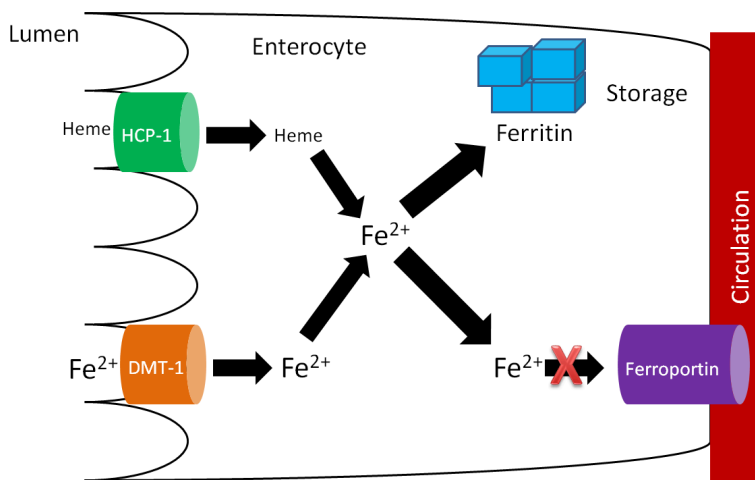 Lumen
Enterocyte
Heme
HCP-1
Heme
Ferritin
Storage
Fe²⁺
Circulation
Fe²⁺
DMT-1
Fe²⁺
Fe²⁺
X
Ferroportin